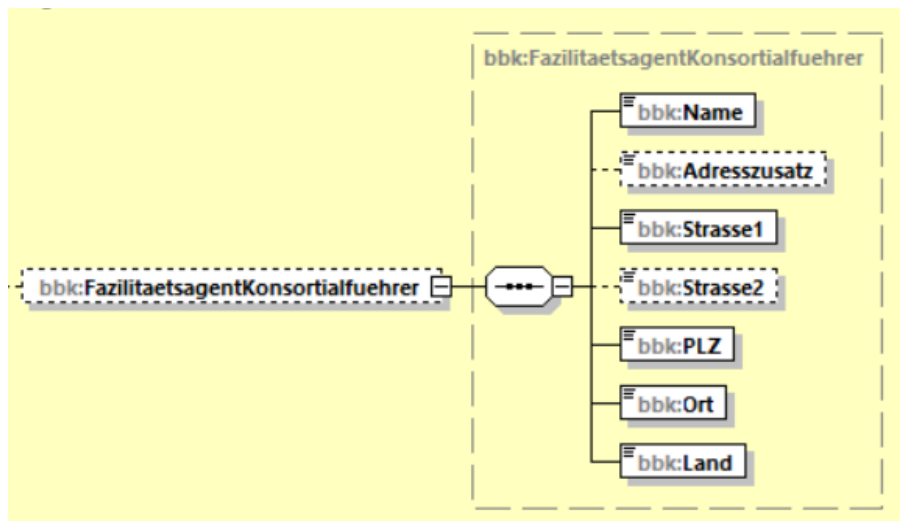 bbk:FazilitaetsagentKonsortialfuehrer
bbk:Name
bbk:Adresszusatz
bbk:Strasse1
bbk:FazilitaetsagentKonsortialfuehrer
bbk:Strasse2
bbk:PLZ
bbk:Ort
bbk:Land